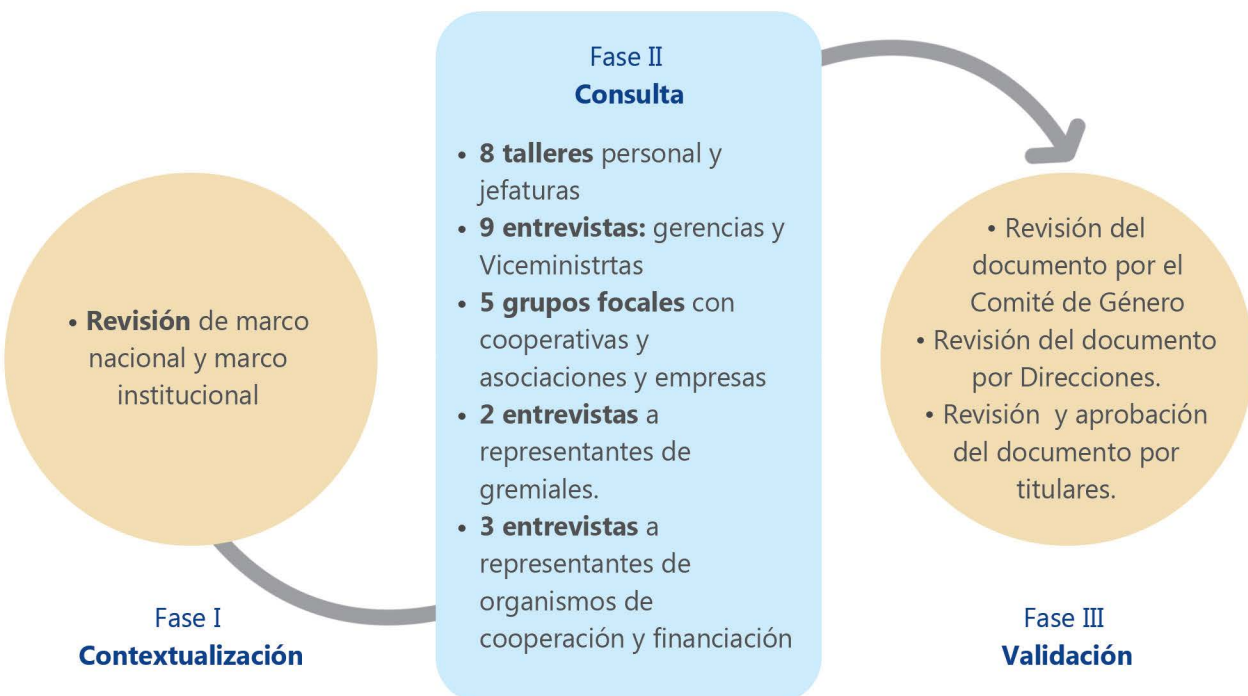 • Revisión de marco
nacional y marco
institucional
Fase I
Contextualización
Fase II
Consulta
• 8 talleres personal y
jefaturas
• 9 entrevistas: gerencias y
Viceministrtas
• 5 grupos focales con
cooperativas y
asociaciones y empresas
• 2 entrevistas a
representantes de
gremiales.
• 3 entrevistas a
representantes de
organismos de
cooperación y financiación
• Revisión del
documento por el
Comité de Género
• Revisión del documento
por Direcciones.
• Revisión y aprobación
del documento por
titulares.
Fase III
Validación